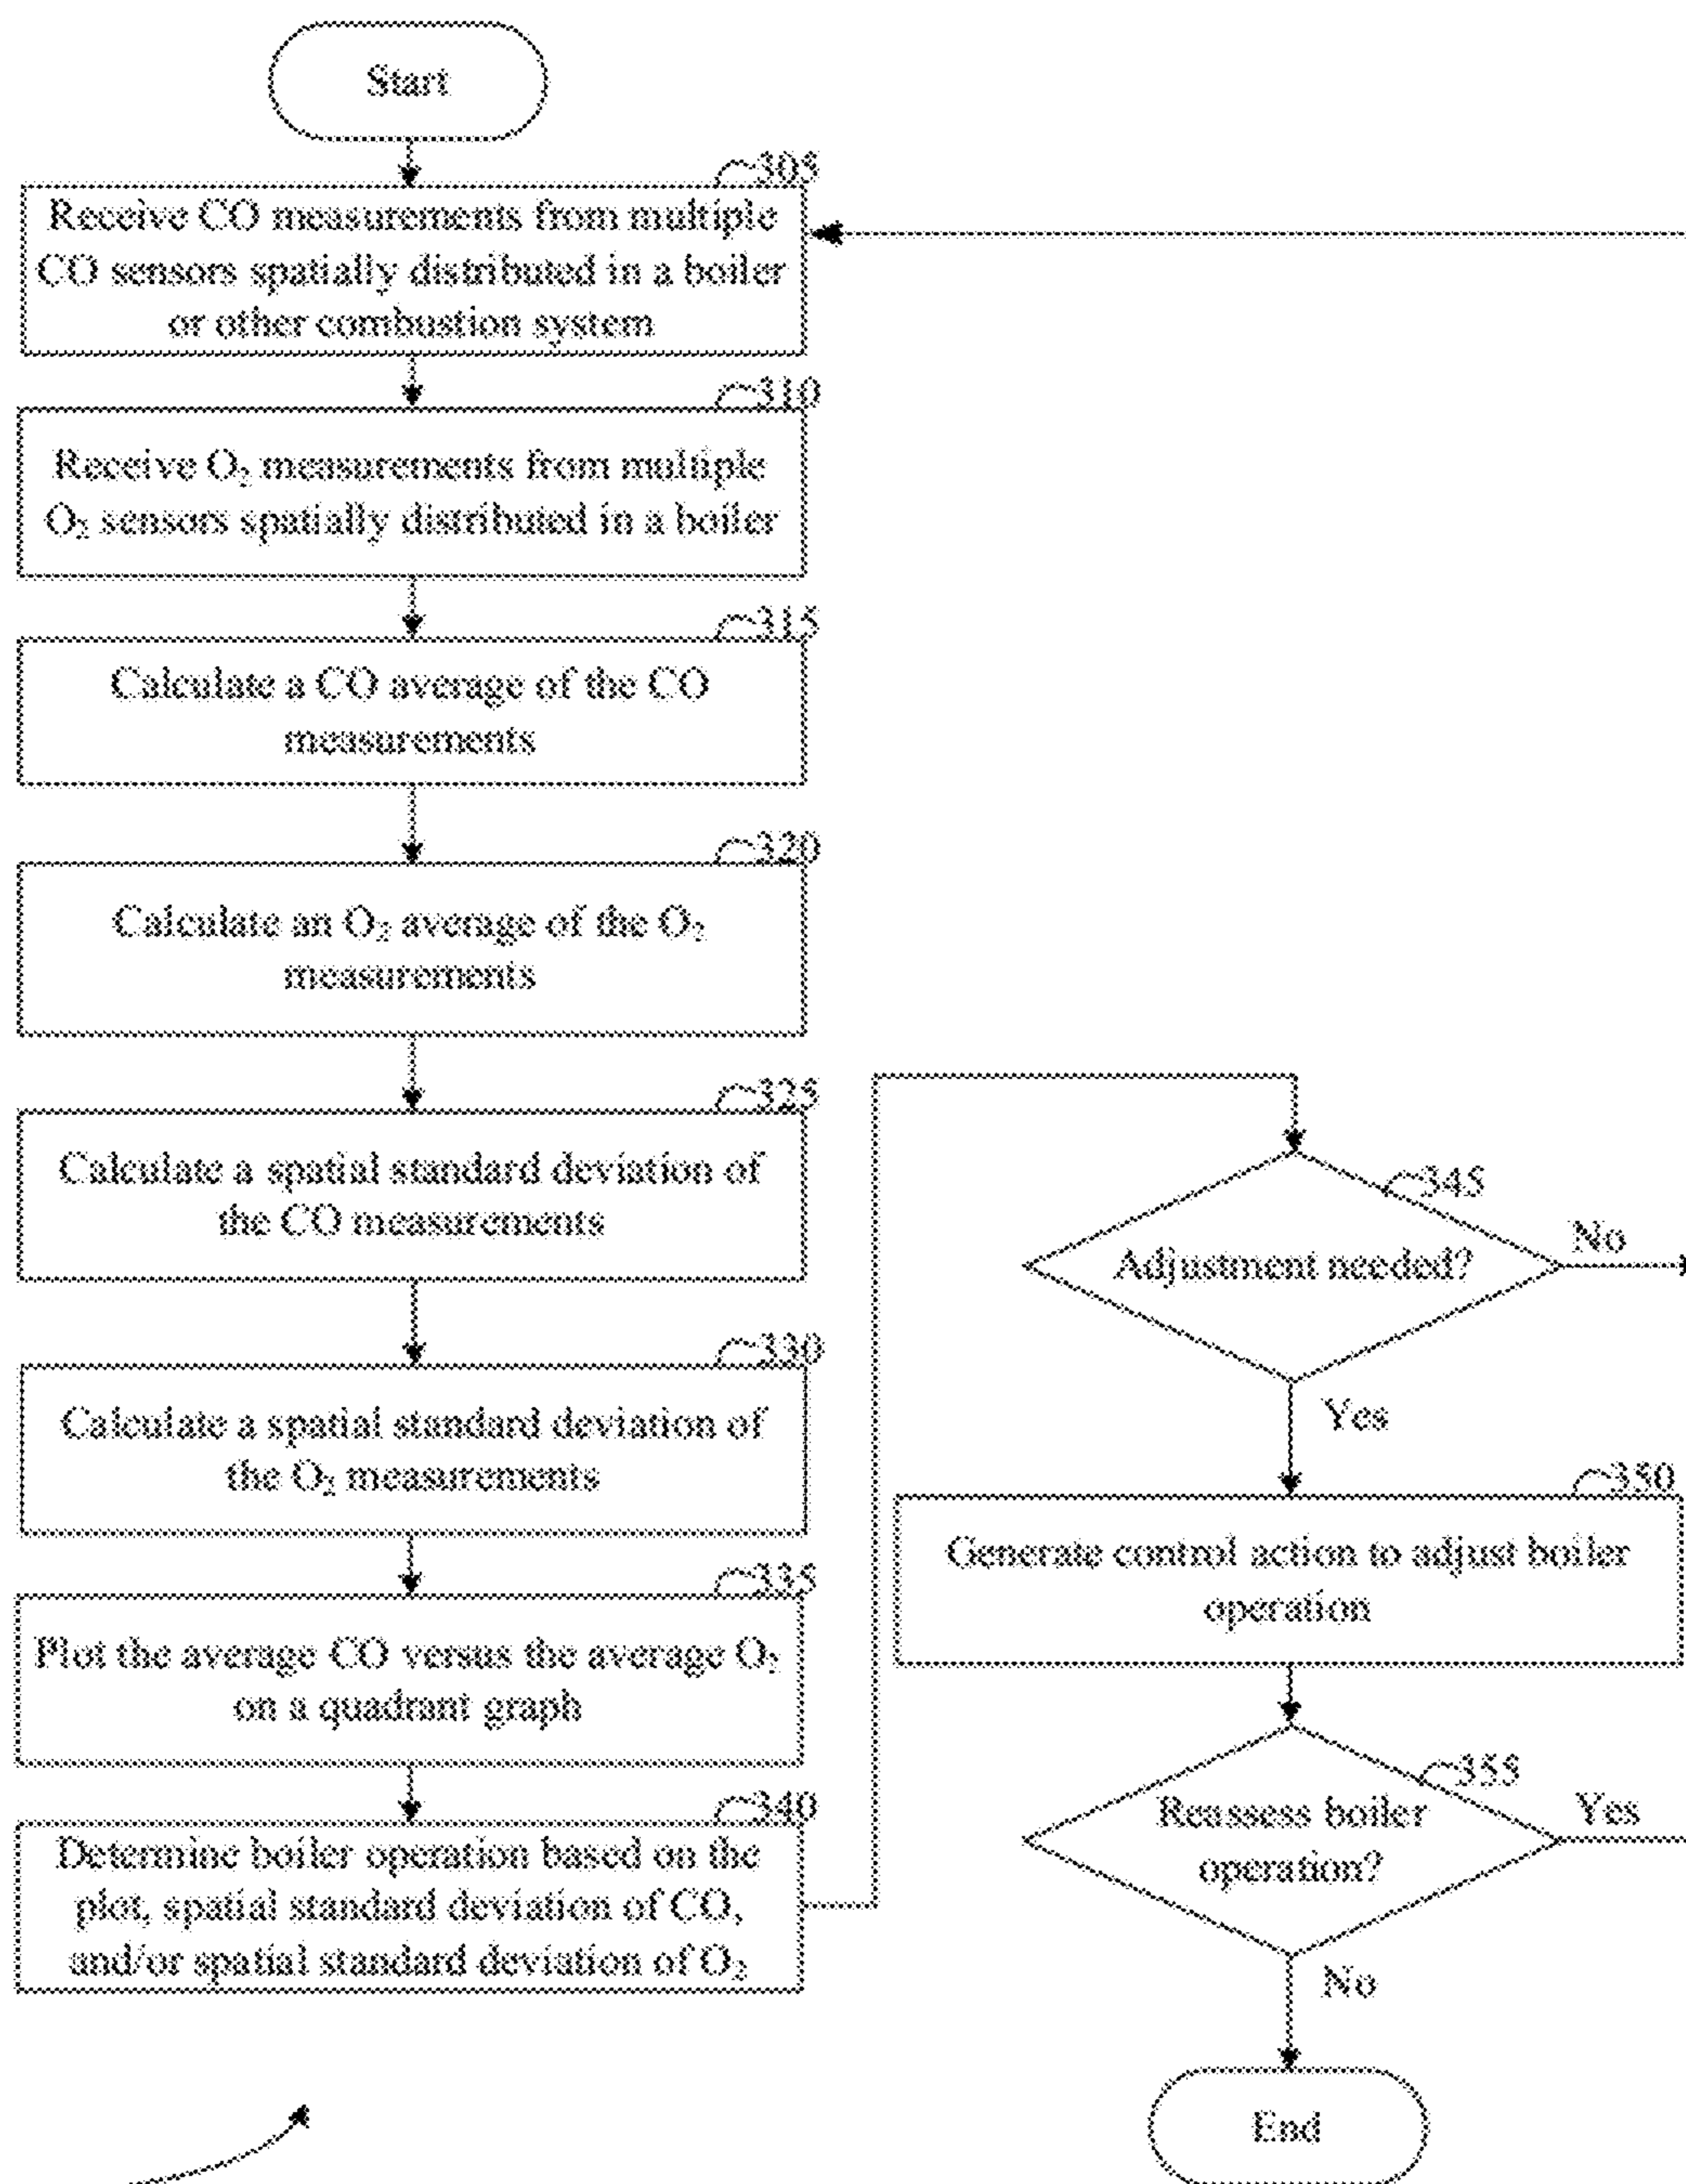 Start
305
Receive CO measurements from multiple
CO sensors spatially distributed in a boiler
or other combustion system
310
Receive O₂ measurements from multiple
O₂ sensors spatially distributed in a boiler
315
Calculate a CO average of the CO
measurements
320
Calculate an O₂ average of the O₂
measurements
325
Calculate a spatial standard deviation of
the CO measurements
330
Calculate a spatial standard deviation of
the O₂ measurements
335
Plot the average CO versus the average O₂
on a quadrant graph
340
Determine boiler operation based on the
plot, spatial standard deviation of CO,
and/or spatial standard deviation of O₂
345
Adjustment needed?
No
Yes
350
Generate control action to adjust boiler
operation
355
Reassess boiler
operation?
Yes
No
End